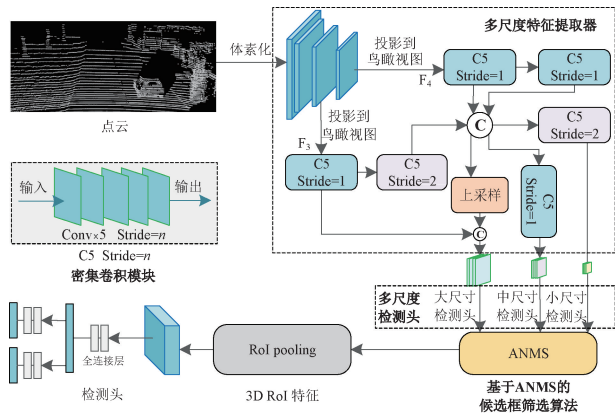 点云
体素化
多尺度特征提取器
投影到
鸟瞰视图
F4
C5
Stride=1
C5
Stride=1
投影到
鸟瞰视图
F3
C
C5
Stride=2
C5
Stride=1
C5
Stride=2
上采样
C5
Stride=1
C
输入
输出
Conv×5 Stride=n
C5 Stride=n
密集卷积模块
多尺度
检测头
大尺寸
检测头
中尺寸
检测头
小尺寸
检测头
ANMS
基于ANMS的
候选框筛选算法
RoI pooling
3D RoI 特征
全连接层
检测头